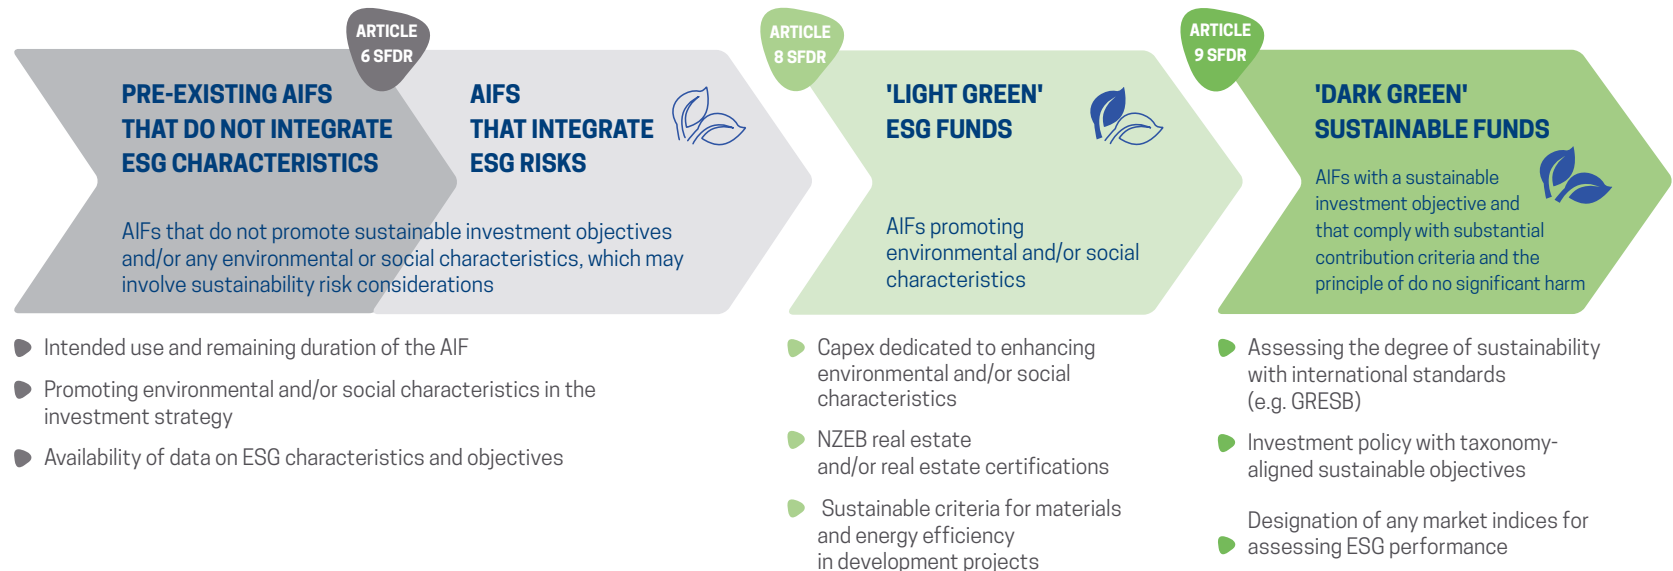 ARTICLE
6 SFDR
PRE-EXISTING AIFS
THAT DO NOT INTEGRATE
ESG CHARACTERISTICS
AIFS
THAT INTEGRATE
ESG RISKS
AIFs that do not promote sustainable investment objectives
and/or any environmental or social characteristics, which may
involve sustainability risk considerations
Intended use and remaining duration of the AIF
Promoting environmental and/or social characteristics in the
investment strategy
Availability of data on ESG characteristics and objectives
ARTICLE
8 SFDR
'LIGHT GREEN'
ESG FUNDS
AIFs promoting
environmental and/or social
characteristics
Capex dedicated to enhancing
environmental and/or social
characteristics
NZEB real estate
and/or real estate certifications
Sustainable criteria for materials
and energy efficiency
in development projects
ARTICLE
9 SFDR
'DARK GREEN'
SUSTAINABLE FUNDS
AIFs with a sustainable
investment objective and
that comply with substantial
contribution criteria and the
principle of do no significant harm
Assessing the degree of sustainability
with international standards
(e.g. GRESB)
Investment policy with taxonomy-
aligned sustainable objectives
Designation of any market indices for
assessing ESG performance